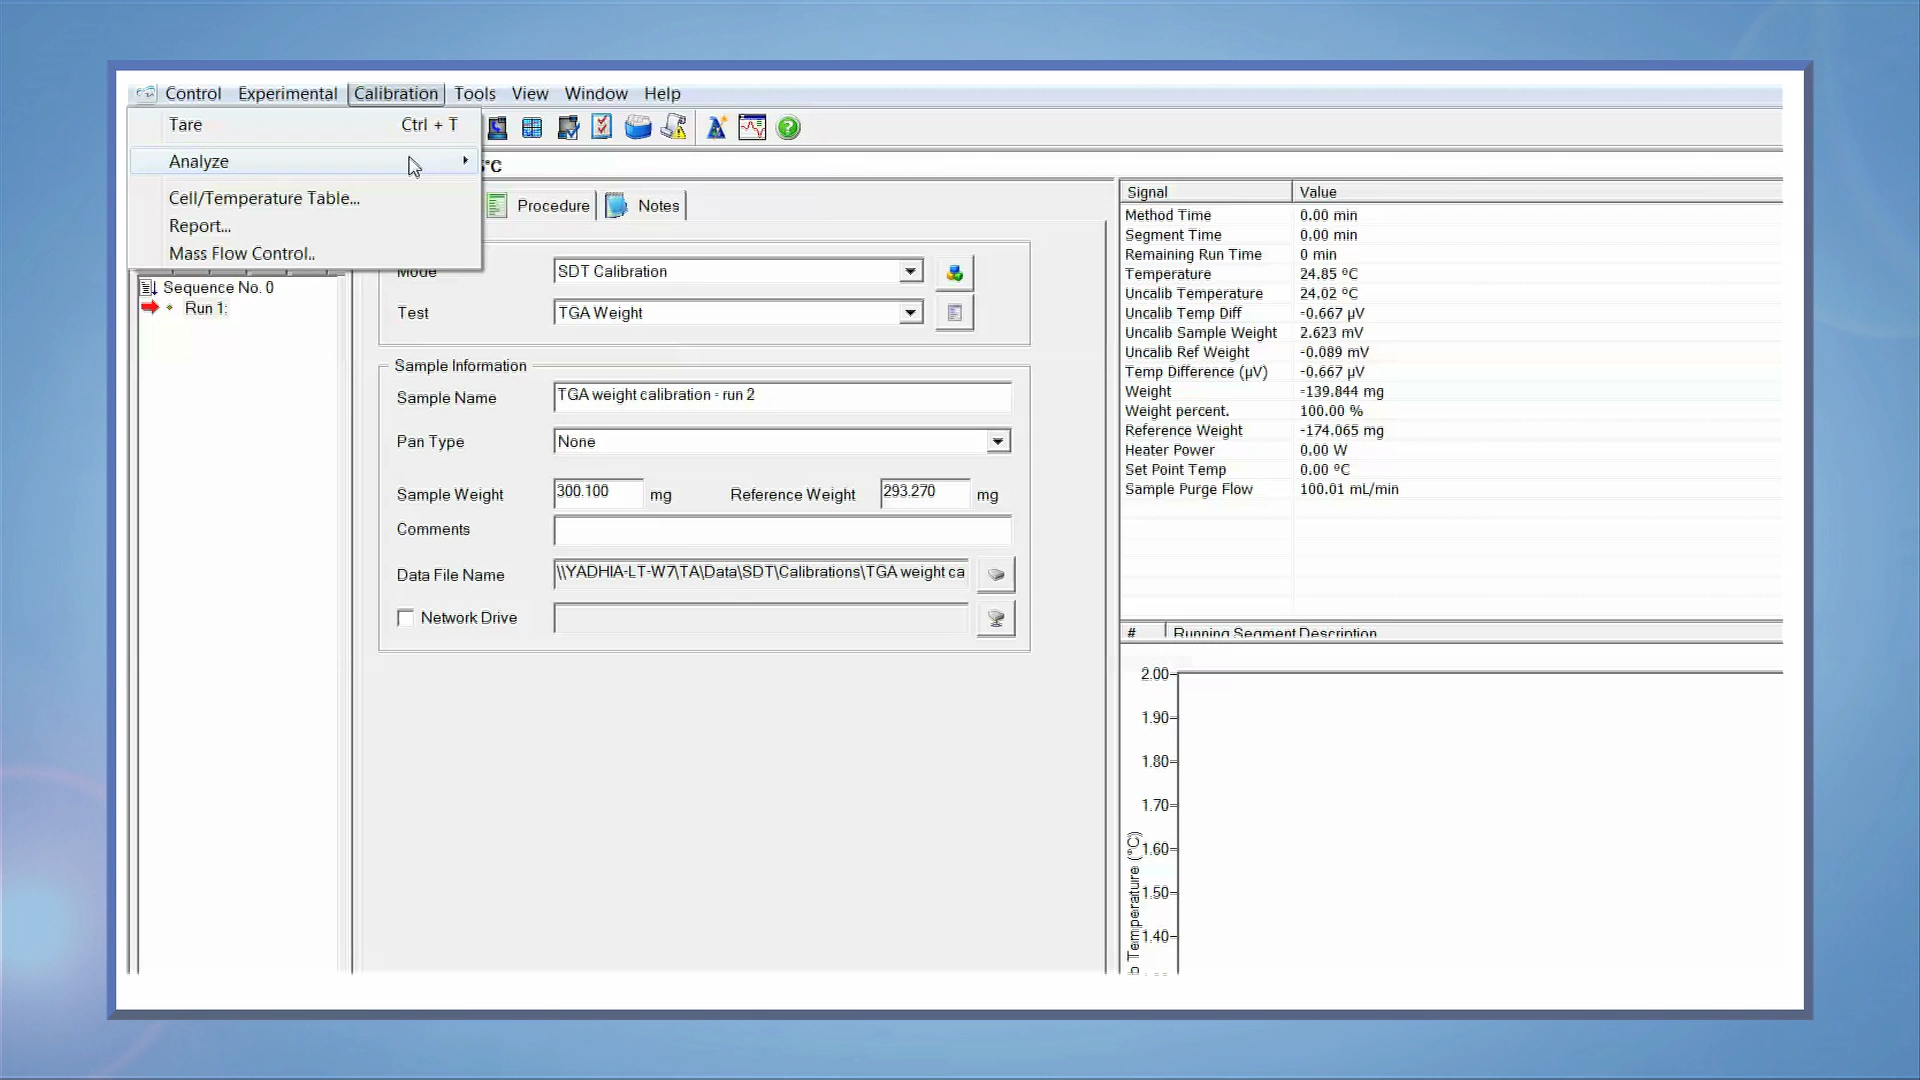 Control Experimental Calibration Tools View Window Help
Tare Ctrl + T
Analyze
°C
Cell/Temperature Table...
Report...
Mass Flow Control..
Procedure Notes
Sequence No. 0
Run 1:
Mode SDT Calibration
Test TGA Weight
Sample Information
Sample Name TGA weight calibration - run 2
Pan Type None
Sample Weight 300.100 mg Reference Weight 293.270 mg
Comments
Data File Name \\YADHIA-LT-W7\TA\Data\SDT\Calibrations\TGA weight ca
Network Drive
Signal Value
Method Time 0.00 min
Segment Time 0.00 min
Remaining Run Time 0 min
Temperature 24.85 °C
Uncalib Temperature 24.02 °C
Uncalib Temp Diff -0.667 µV
Uncalib Sample Weight 2.623 mV
Uncalib Ref Weight -0.089 mV
Temp Difference (µV) -0.667 µV
Weight -139.844 mg
Weight percent. 100.00 %
Reference Weight -174.065 mg
Heater Power 0.00 W
Set Point Temp 0.00 °C
Sample Purge Flow 100.01 mL/min
# Running Segment Description
2.00
1.90
1.80
1.70
1.60
1.50
1.40
b Temperature (°C)